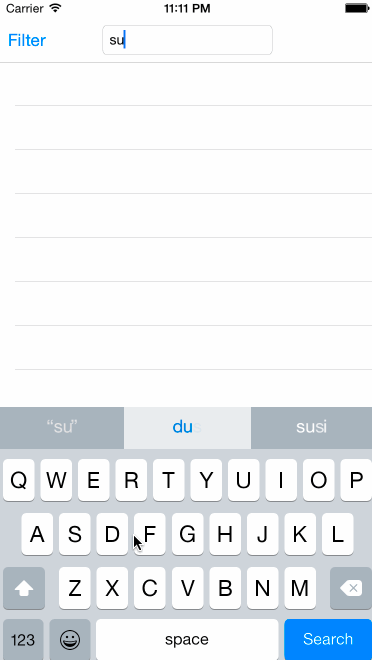 Carrier 11:11 PM
Filter su
“su” du susi
Q W E R T Y U I O P
A S D F G H J K L
Z X C V B N M
123 space Search